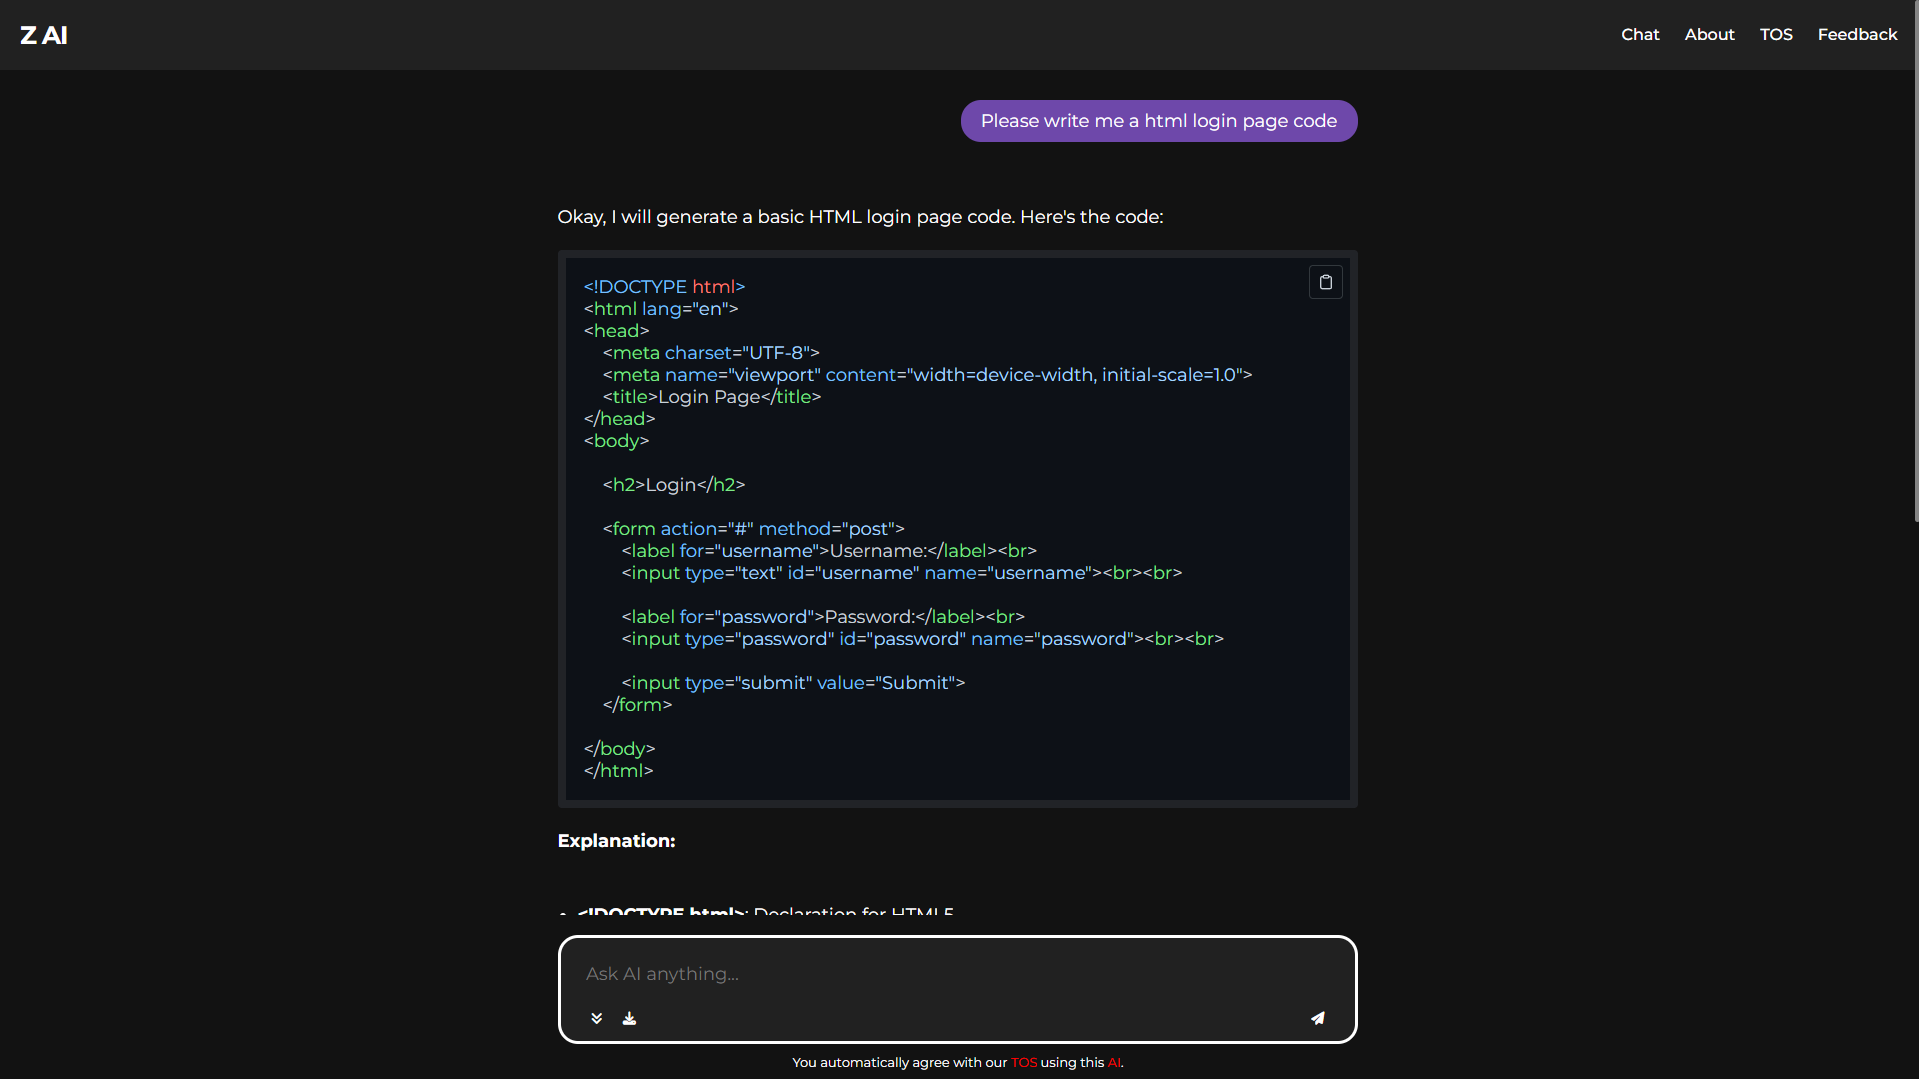 Z AI
Chat About TOS Feedback
Please write me a html login page code
Okay, I will generate a basic HTML login page code. Here's the code:
<!DOCTYPE html>
<html lang="en">
<head>
    <meta charset="UTF-8">
    <meta name="viewport" content="width=device-width, initial-scale=1.0">
    <title>Login Page</title>
</head>
<body>
    <h2>Login</h2>
    <form action="#" method="post">
        <label for="username">Username:</label><br>
        <input type="text" id="username" name="username"><br><br>
        <label for="password">Password:</label><br>
        <input type="password" id="password" name="password"><br><br>
        <input type="submit" value="Submit">
    </form>
</body>
</html>
Explanation:
• <!DOCTYPE html>: Declaration for HTML5
Ask AI anything...
You automatically agree with our TOS using this AI.